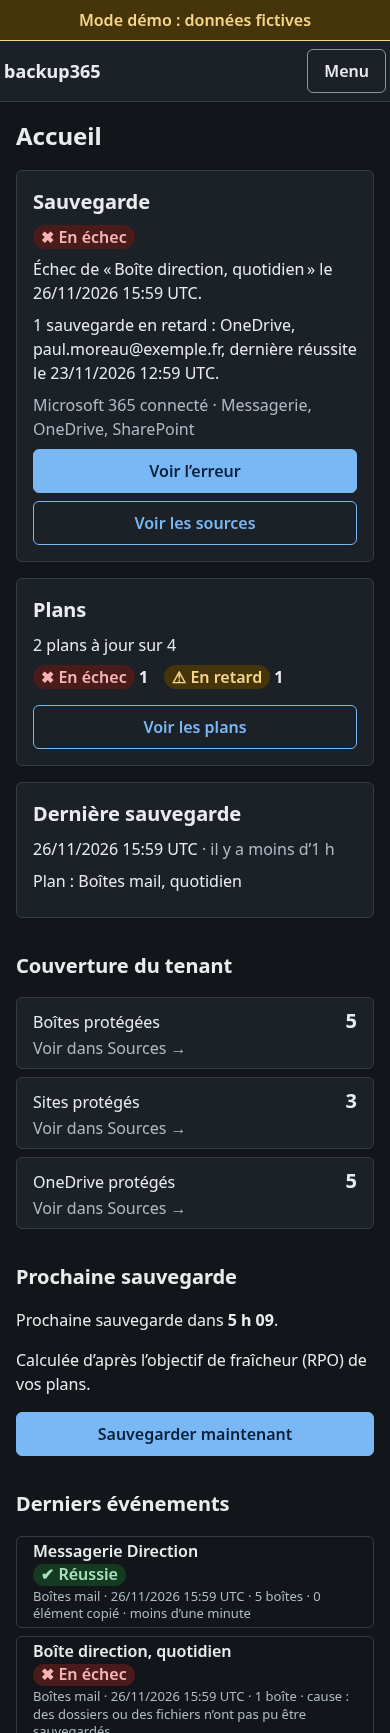 Mode démo : données fictives
backup365
Menu
Accueil
Sauvegarde
✖ En échec
Échec de « Boîte direction, quotidien » le
26/11/2026 15:59 UTC.
1 sauvegarde en retard : OneDrive,
paul.moreau@exemple.fr, dernière réussite
le 23/11/2026 12:59 UTC.
Microsoft 365 connecté · Messagerie,
OneDrive, SharePoint
Voir l’erreur
Voir les sources
Plans
2 plans à jour sur 4
✖ En échec 1 ⚠ En retard 1
Voir les plans
Dernière sauvegarde
26/11/2026 15:59 UTC · il y a moins d’1 h
Plan : Boîtes mail, quotidien
Couverture du tenant
Boîtes protégées 5
Voir dans Sources →
Sites protégés 3
Voir dans Sources →
OneDrive protégés 5
Voir dans Sources →
Prochaine sauvegarde
Prochaine sauvegarde dans 5 h 09.
Calculée d’après l’objectif de fraîcheur (RPO) de
vos plans.
Sauvegarder maintenant
Derniers événements
Messagerie Direction
✔ Réussie
Boîtes mail · 26/11/2026 15:59 UTC · 5 boîtes · 0
élément copié · moins d’une minute
Boîte direction, quotidien
✖ En échec
Boîtes mail · 26/11/2026 15:59 UTC · 1 boîte · cause :
des dossiers ou des fichiers n’ont pas pu être
sauvegardés